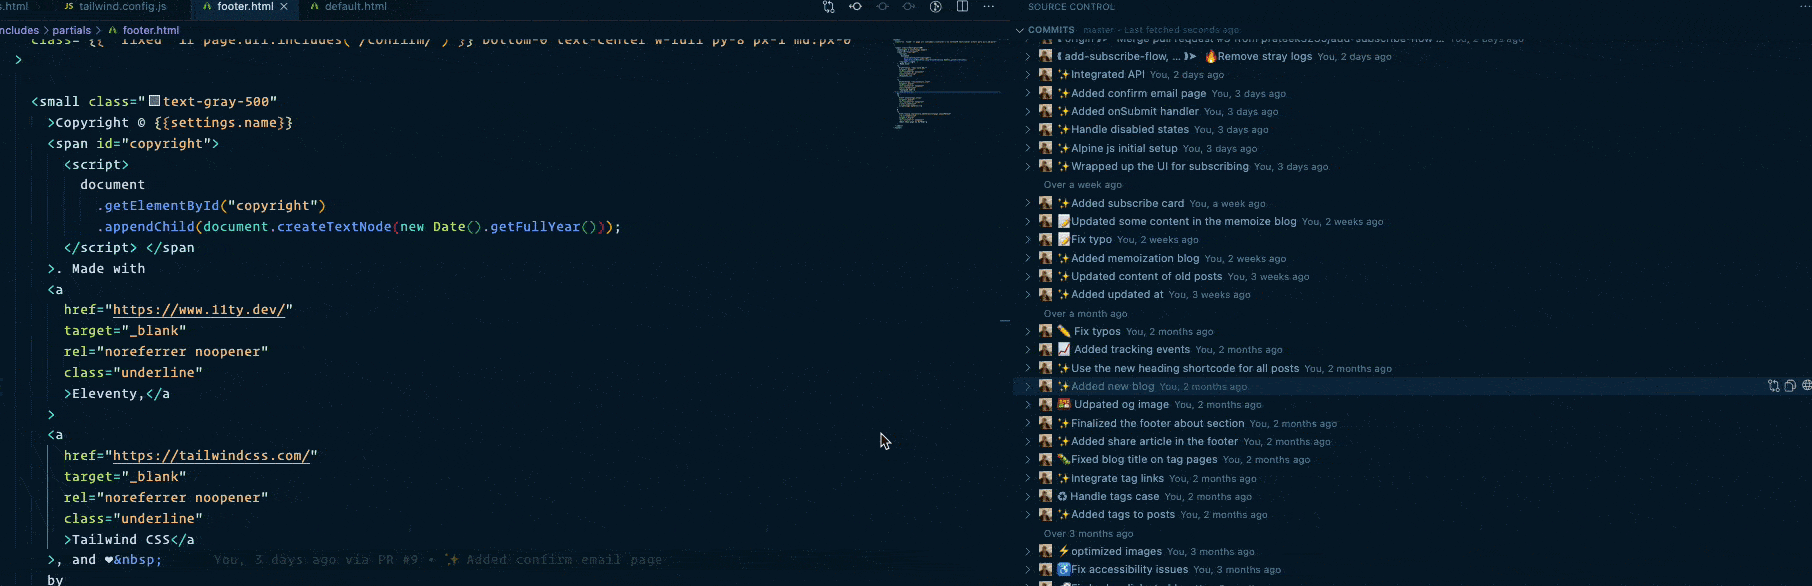 s.html
JS tailwind.config.js
footer.html
default.html
ncludes > partials > footer.html
class="{{ 'fixed' if page.url.includes('/confirm/') }} bottom-0 text-center w-full py-8 px-1 md:px-0
>
<small class="text-gray-500"
>Copyright © {{settings.name}}
<span id="copyright">
<script>
document
.getElementById("copyright")
.appendChild(document.createTextNode(new Date().getFullYear()));
</script> </span
>. Made with
<a
href="https://www.11ty.dev/"
target="_blank"
rel="noreferrer noopener"
class="underline"
>Eleventy,</a
>
<a
href="https://tailwindcss.com/"
target="_blank"
rel="noreferrer noopener"
class="underline"
>Tailwind CSS</a
>, and ❤&nbsp; You, 3 days ago via PR #9 • ✨ Added confirm email page
by
SOURCE CONTROL
COMMITS master • Last fetched seconds ago
add-subscribe-flow, ... 🔥Remove stray logs You, 2 days ago
✨Integrated API You, 2 days ago
✨Added confirm email page You, 3 days ago
✨Added onSubmit handler You, 3 days ago
✨Handle disabled states You, 3 days ago
✨Alpine js initial setup You, 3 days ago
✨Wrapped up the UI for subscribing You, 3 days ago
Over a week ago
✨Added subscribe card You, a week ago
📝Updated some content in the memoize blog You, 2 weeks ago
📝Fix typo You, 2 weeks ago
✨Added memoization blog You, 2 weeks ago
✨Updated content of old posts You, 3 weeks ago
✨Added updated at You, 3 weeks ago
Over a month ago
✏️ Fix typos You, 2 months ago
📈 Added tracking events You, 2 months ago
✨Use the new heading shortcode for all posts You, 2 months ago
✨Added new blog You, 2 months ago
🍱 Udpated og image You, 2 months ago
✨Finalized the footer about section You, 2 months ago
✨Added share article in the footer You, 2 months ago
🐛Fixed blog title on tag pages You, 2 months ago
✨Integrate tag links You, 2 months ago
♻ Handle tags case You, 2 months ago
✨Added tags to posts You, 2 months ago
Over 3 months ago
⚡optimized images You, 3 months ago
♿Fix accessibility issues You, 3 months ago